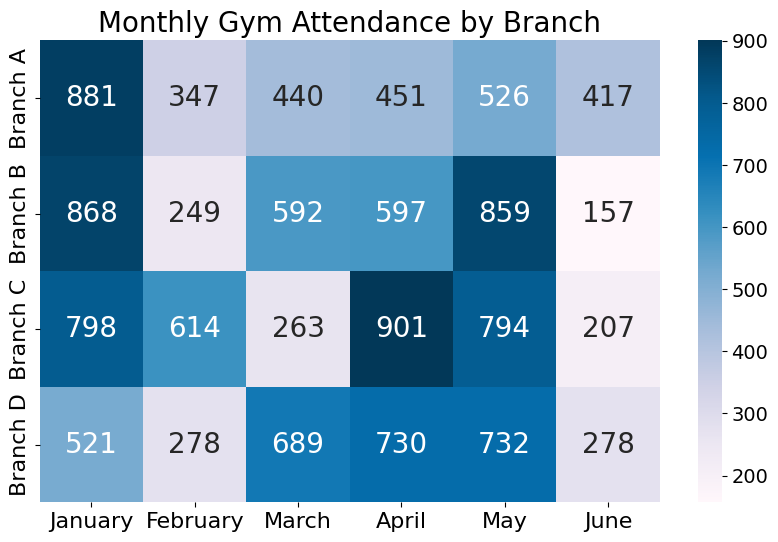 Monthly Gym Attendance by Branch
Branch A 881 347 440 451 526 417
Branch B 868 249 592 597 859 157
Branch C 798 614 263 901 794 207
Branch D 521 278 689 730 732 278
January February March April May June
900
800
700
600
500
400
300
200